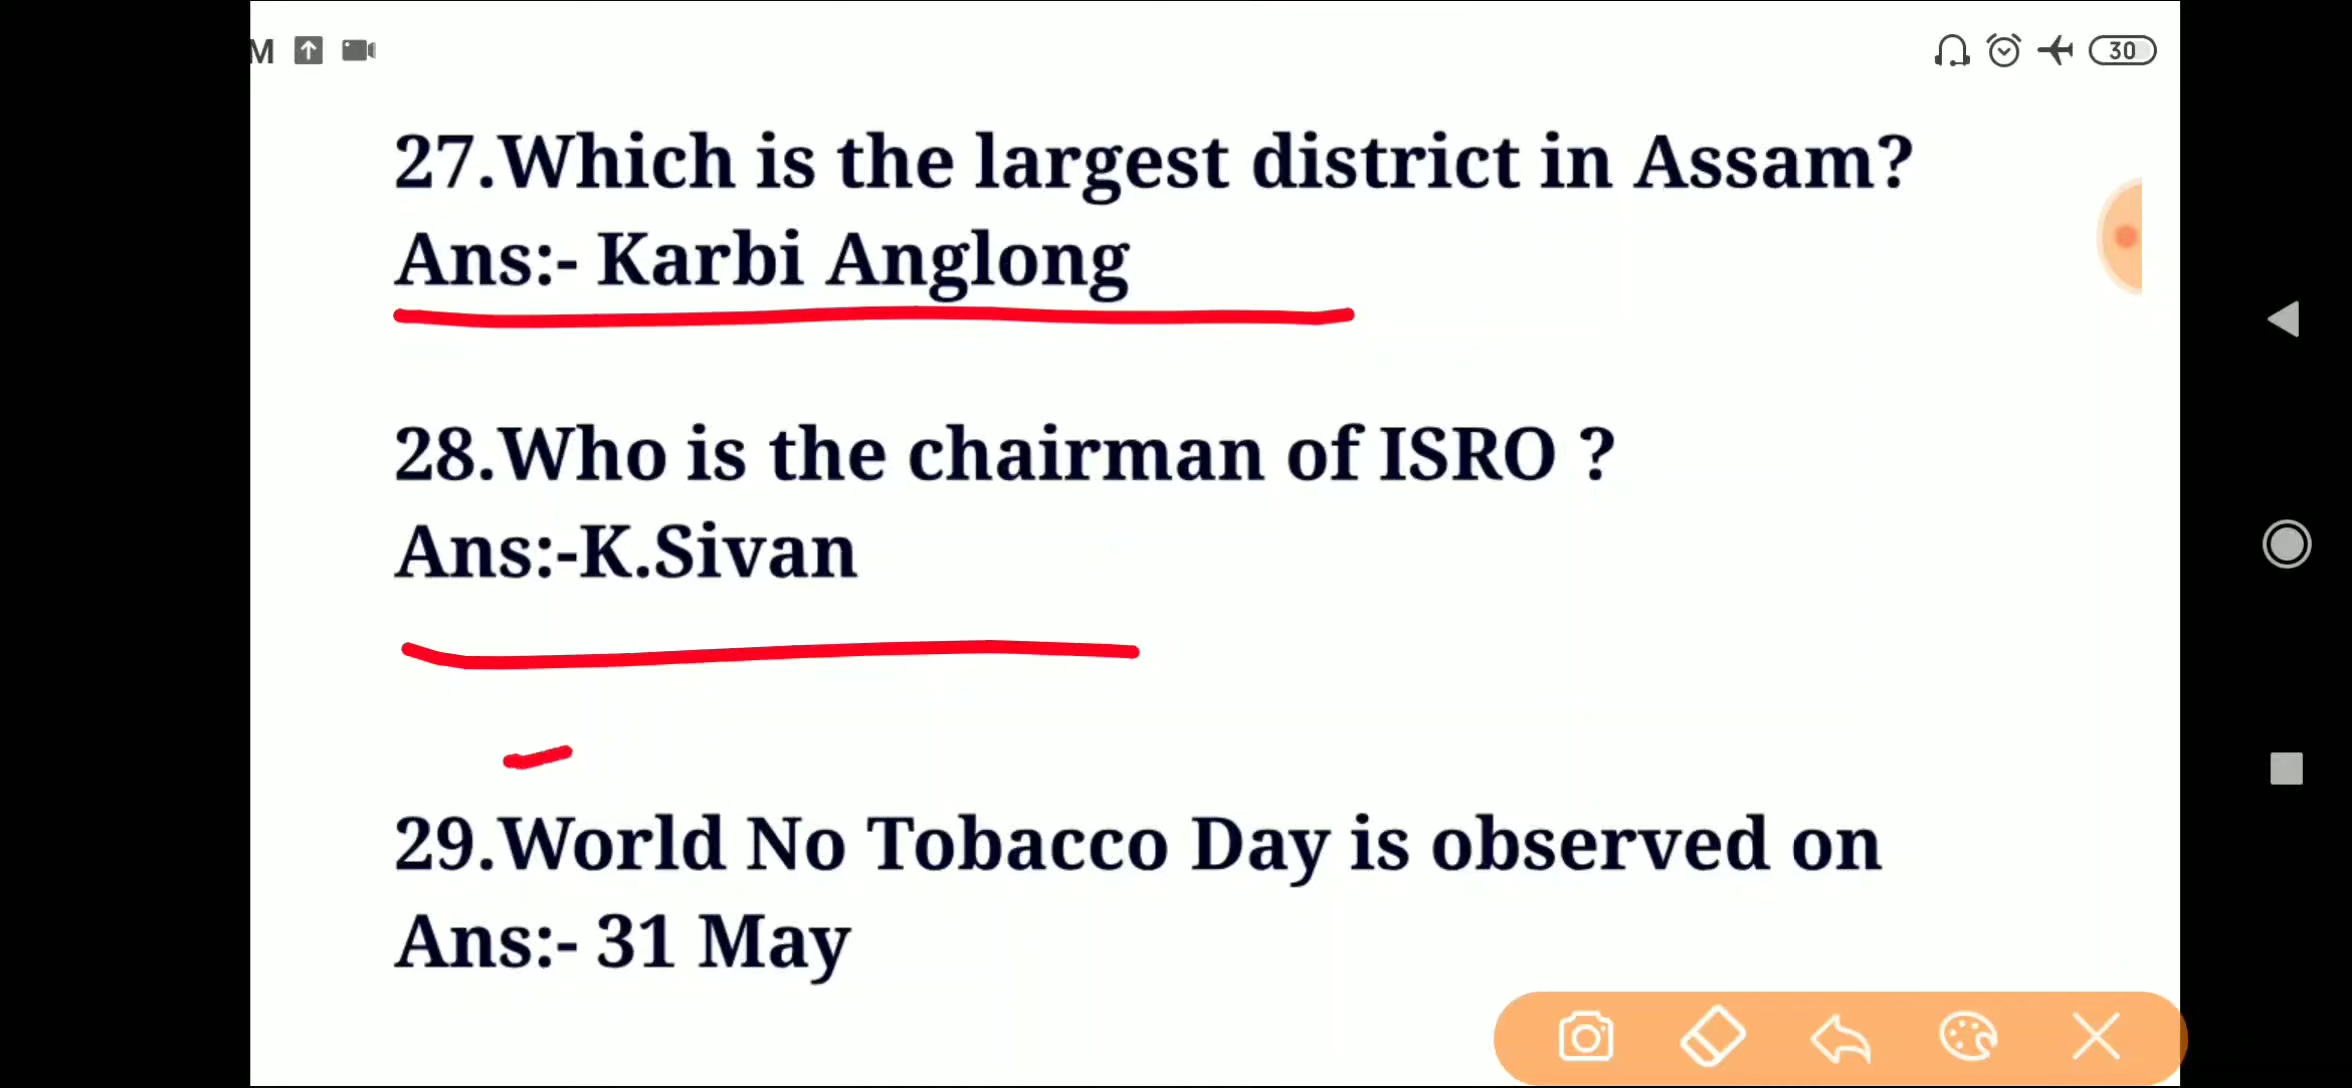 M
30
27.Which is the largest district in Assam?
Ans:- Karbi Anglong
28.Who is the chairman of ISRO ?
Ans:-K.Sivan
29.World No Tobacco Day is observed on
Ans:- 31 May